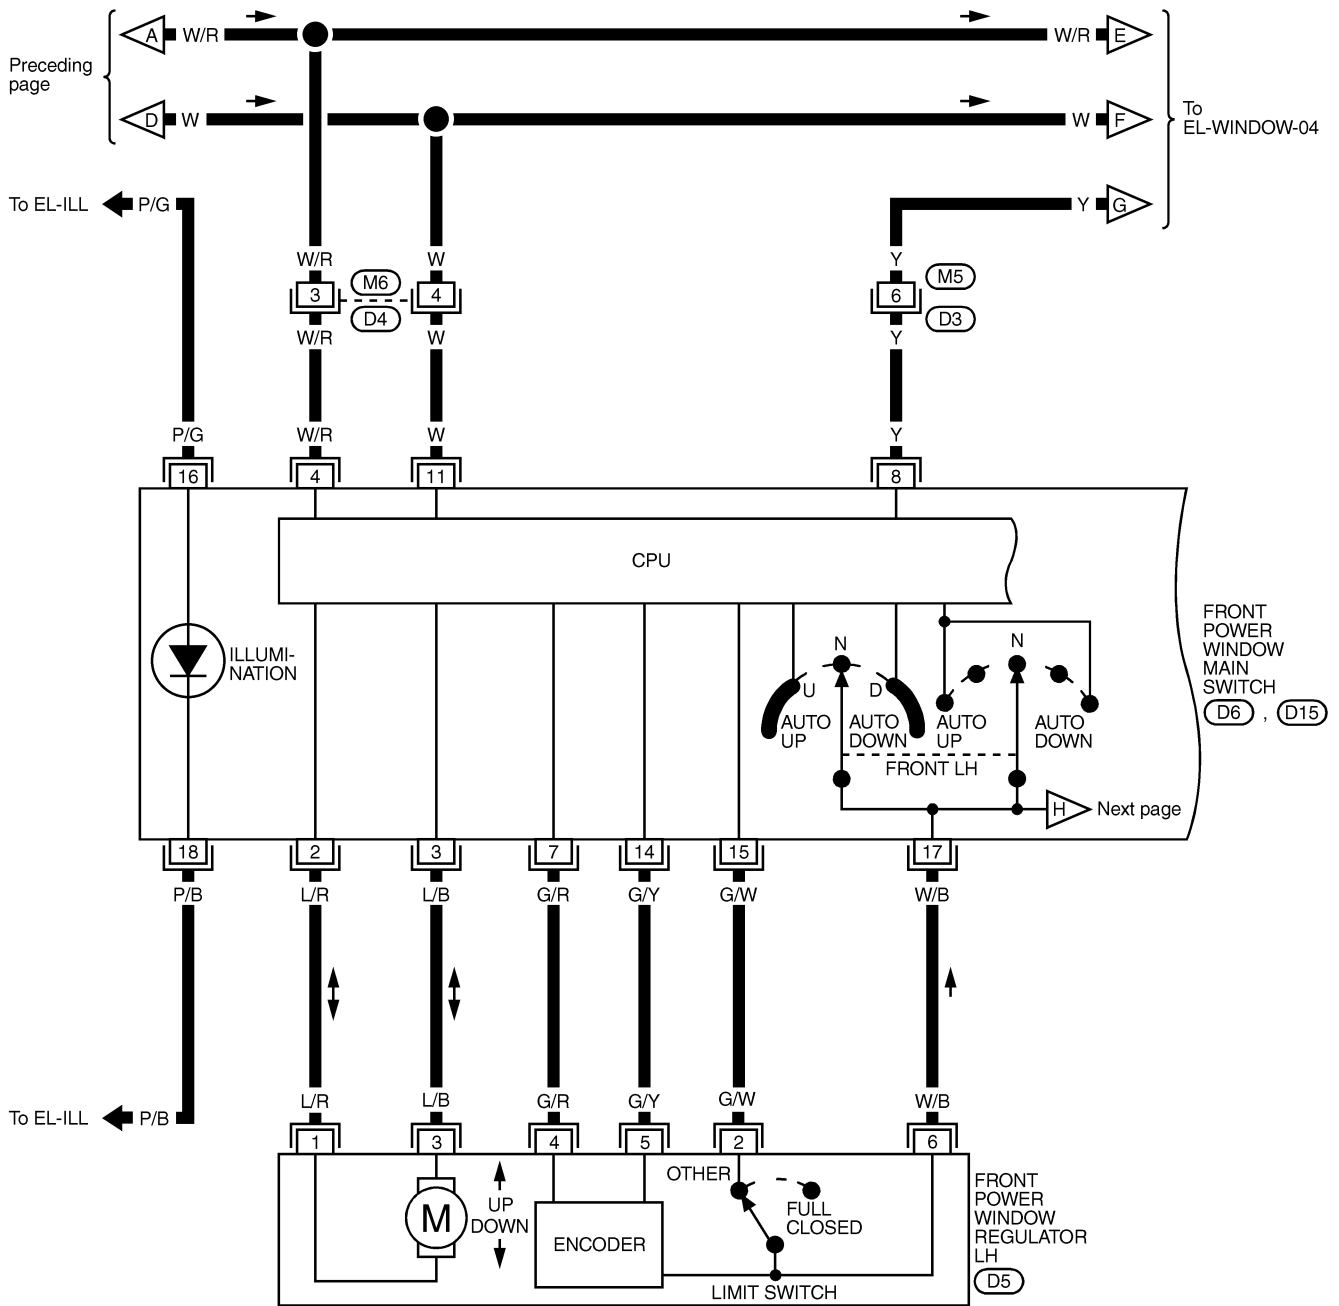 A W/R W/R E
Preceding
page
D W W F
To
EL-WINDOW-04
To EL-ILL P/G Y G
W/R W Y
M6 M5
3 4 6
D4 D3
W/R W Y
P/G W/R W Y
16 4 11 8
CPU
FRONT
POWER
WINDOW
MAIN
SWITCH
D6 , D15
ILLUMI-
NATION
N N
U D
AUTO
UP
AUTO
DOWN
AUTO
UP
AUTO
DOWN
FRONT LH
H Next page
18 2 3 7 14 15 17
P/B L/R L/B G/R G/Y G/W W/B
L/R L/B G/R G/Y G/W W/B
To EL-ILL P/B
1 3 4 5 2 6
OTHER
M
UP
DOWN
FULL
CLOSED
ENCODER
LIMIT SWITCH
FRONT
POWER
WINDOW
REGULATOR
LH
D5